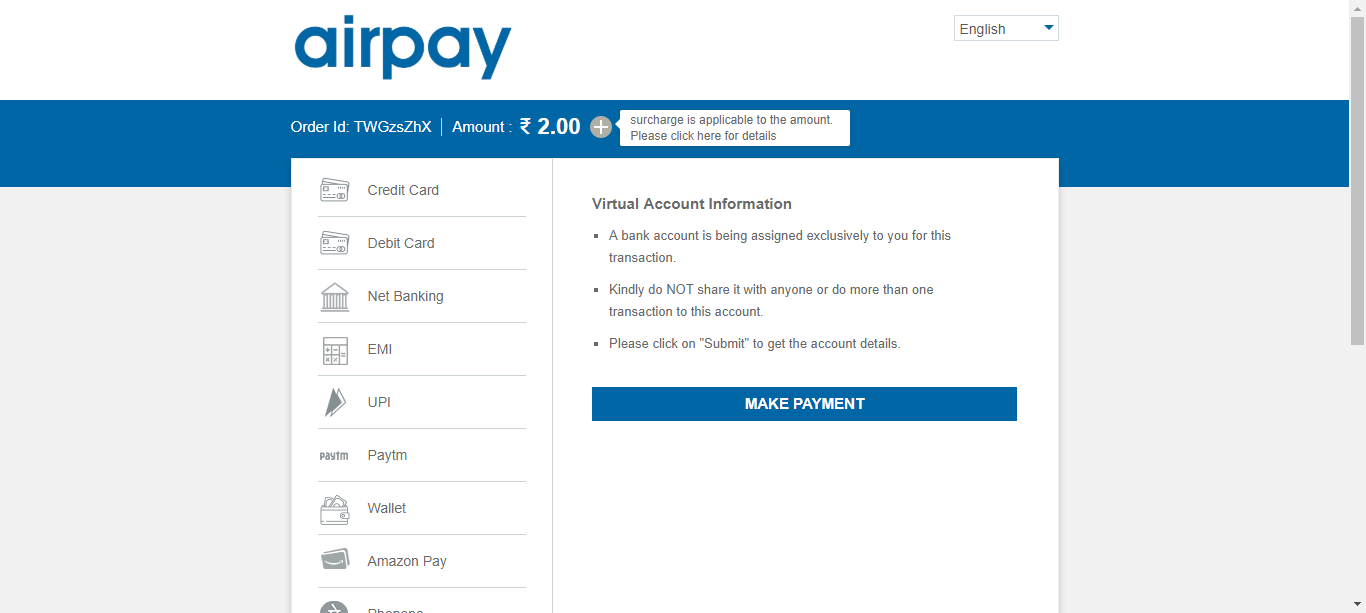 airpay
English
Order Id: TWGzsZhX
Amount : ₹ 2.00
surcharge is applicable to the amount.
Please click here for details
Credit Card
Debit Card
Net Banking
EMI
UPI
paytm Paytm
Wallet
Amazon Pay
Virtual Account Information
A bank account is being assigned exclusively to you for this
transaction.
Kindly do NOT share it with anyone or do more than one
transaction to this account.
Please click on "Submit" to get the account details.
MAKE PAYMENT